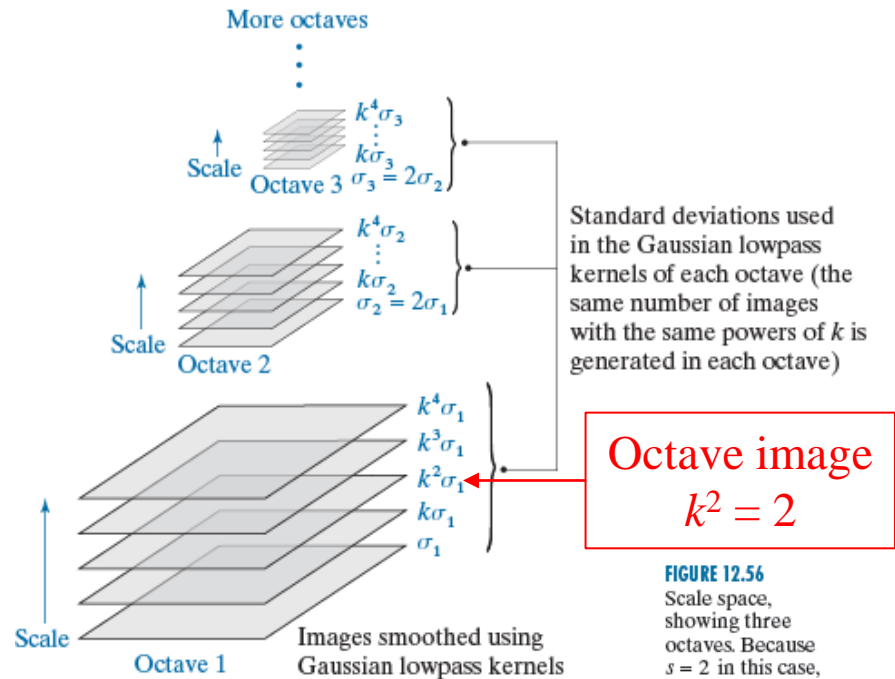 More octaves
k⁴σ₃
⋮
kσ₃
σ₃ = 2σ₂
Scale
Octave 3
k⁴σ₂
⋮
kσ₂
σ₂ = 2σ₁
Scale
Octave 2
Standard deviations used
in the Gaussian lowpass
kernels of each octave (the
same number of images
with the same powers of k is
generated in each octave)
k⁴σ₁
k³σ₁
k²σ₁
kσ₁
σ₁
Scale
Octave 1
Images smoothed using
Gaussian lowpass kernels
Octave image
k² = 2
FIGURE 12.56
Scale space,
showing three
octaves. Because
s = 2 in this case,